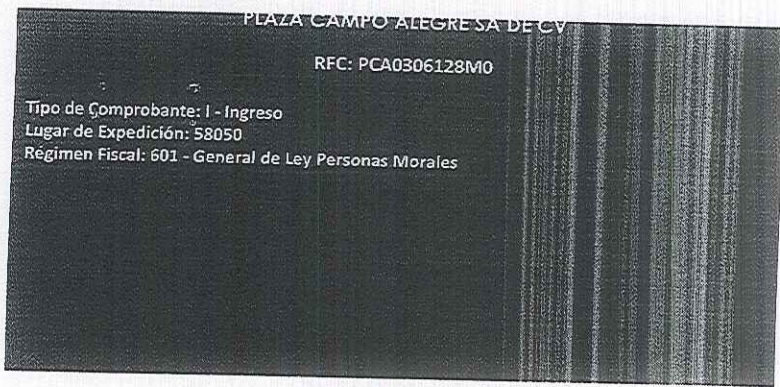 PLAZA CAMPO ALEGRE SA DE CV
RFC: PCA0306128M0
Tipo de Comprobante: I - Ingreso
Lugar de Expedición: 58050
Régimen Fiscal: 601 - General de Ley Personas Morales